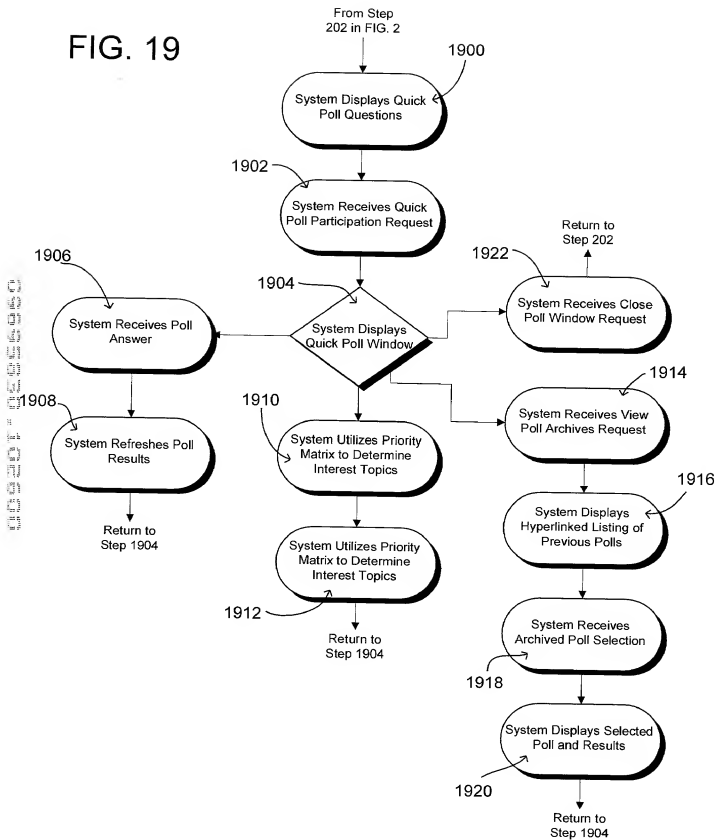 FIG. 19
From Step
202 in FIG. 2
1900
System Displays Quick
Poll Questions
1902
System Receives Quick
Poll Participation Request
1904
System Displays
Quick Poll Window
1906
System Receives Poll
Answer
1908
System Refreshes Poll
Results
Return to
Step 1904
1910
System Utilizes Priority
Matrix to Determine
Interest Topics
System Utilizes Priority
Matrix to Determine
Interest Topics
1912
Return to
Step 1904
Return to
Step 202
1922
System Receives Close
Poll Window Request
1914
System Receives View
Poll Archives Request
1916
System Displays
Hyperlinked Listing of
Previous Polls
System Receives
Archived Poll Selection
1918
System Displays Selected
Poll and Results
1920
Return to
Step 1904